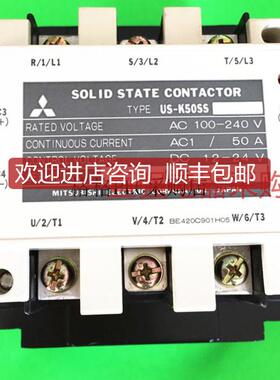 R/1/L1 S/3/L2 T/5/L3
SOLID STATE CONTACTOR
TYPE US-K50SS
RATED VOLTAGE AC 100-240 V
CONTINUOUS CURRENT AC1 / 50 A
DC 12-24 V
欢迎进店咨询 顺丰包邮
MITSUBISHI ELECTRIC
U/2/T1 V/4/T2 BE420C901H05 W/6/T3